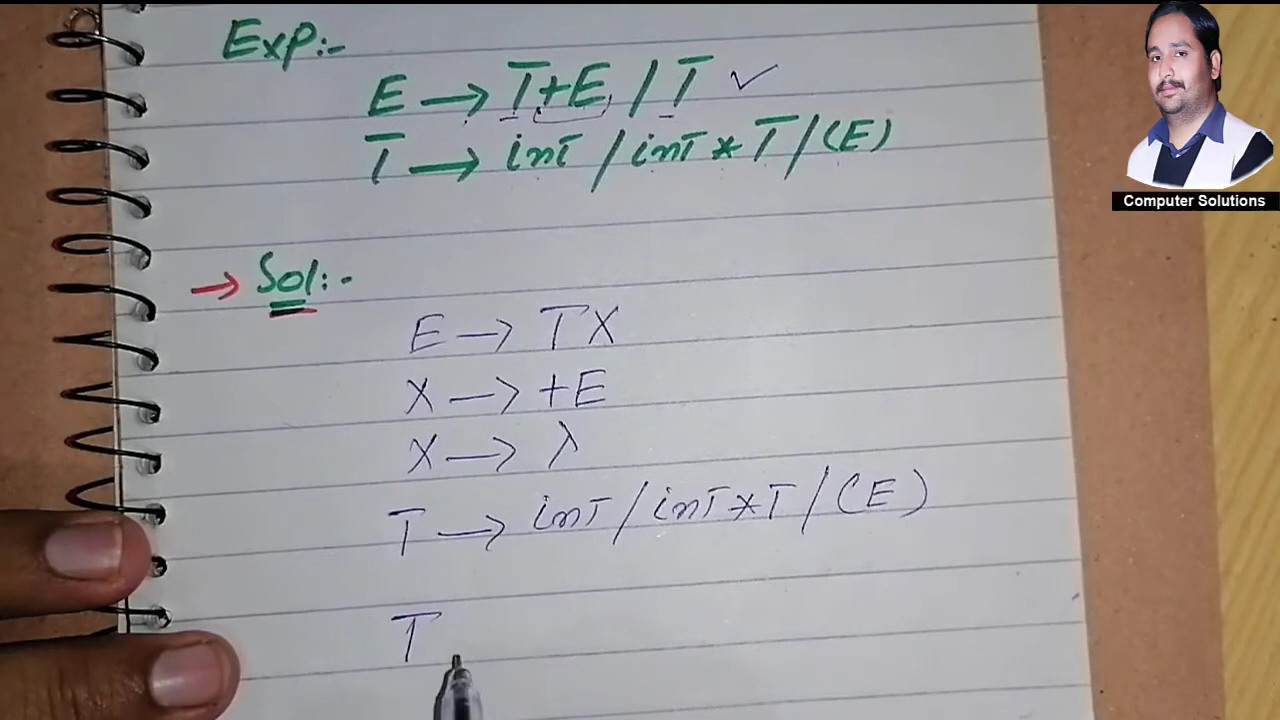 Exp:-
E → T+E / T ✓
T → int / int * T / (E)
Computer Solutions
→ Sol:-
E → TX
X → +E
X → λ
T → int / int * T / (E)
T